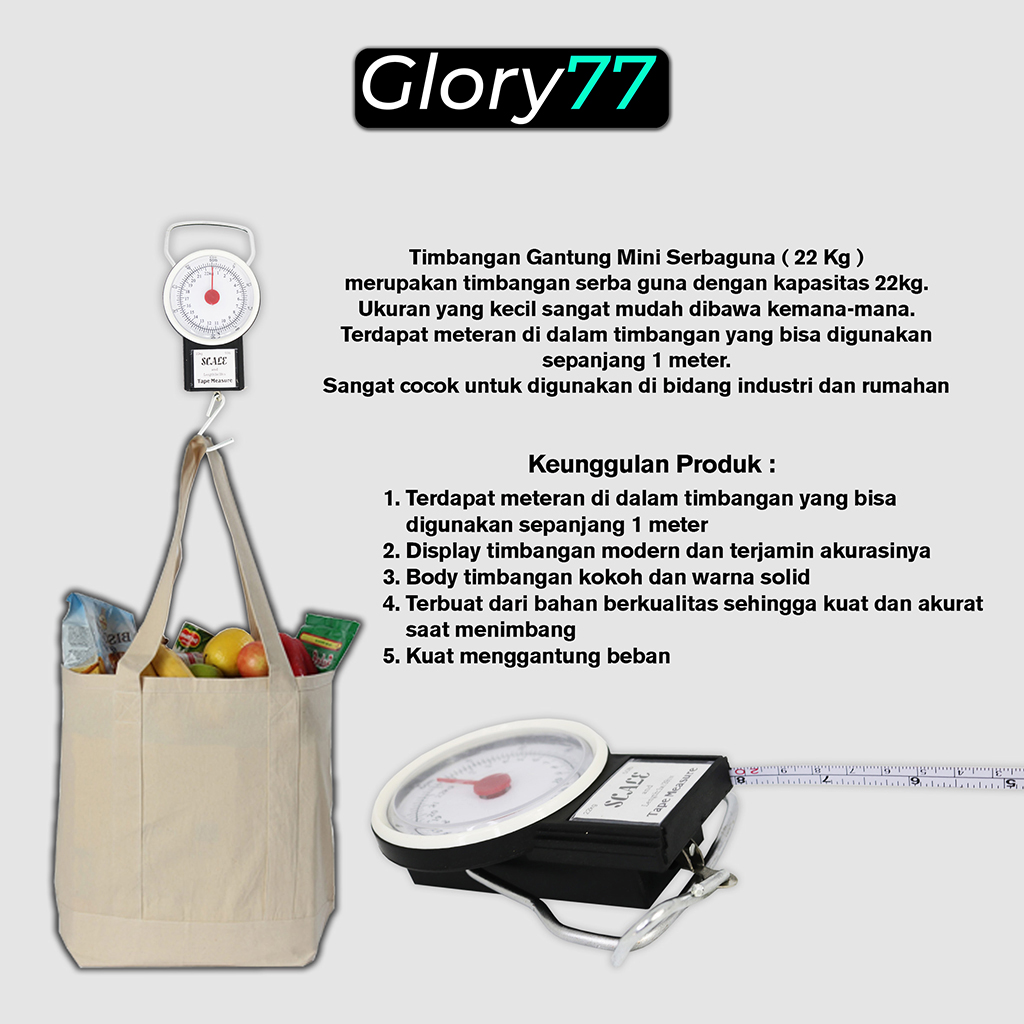 Glory77
Timbangan Gantung Mini Serbaguna ( 22 Kg )
merupakan timbangan serba guna dengan kapasitas 22kg.
Ukuran yang kecil sangat mudah dibawa kemana-mana.
Terdapat meteran di dalam timbangan yang bisa digunakan
sepanjang 1 meter.
Sangat cocok untuk digunakan di bidang industri dan rumahan
SCALE
and
Tape Measure
Keunggulan Produk :
1. Terdapat meteran di dalam timbangan yang bisa
digunakan sepanjang 1 meter
2. Display timbangan modern dan terjamin akurasinya
3. Body timbangan kokoh dan warna solid
4. Terbuat dari bahan berkualitas sehingga kuat dan akurat
saat menimbang
5. Kuat menggantung beban
22kg
SCALE
and
Tape Measure